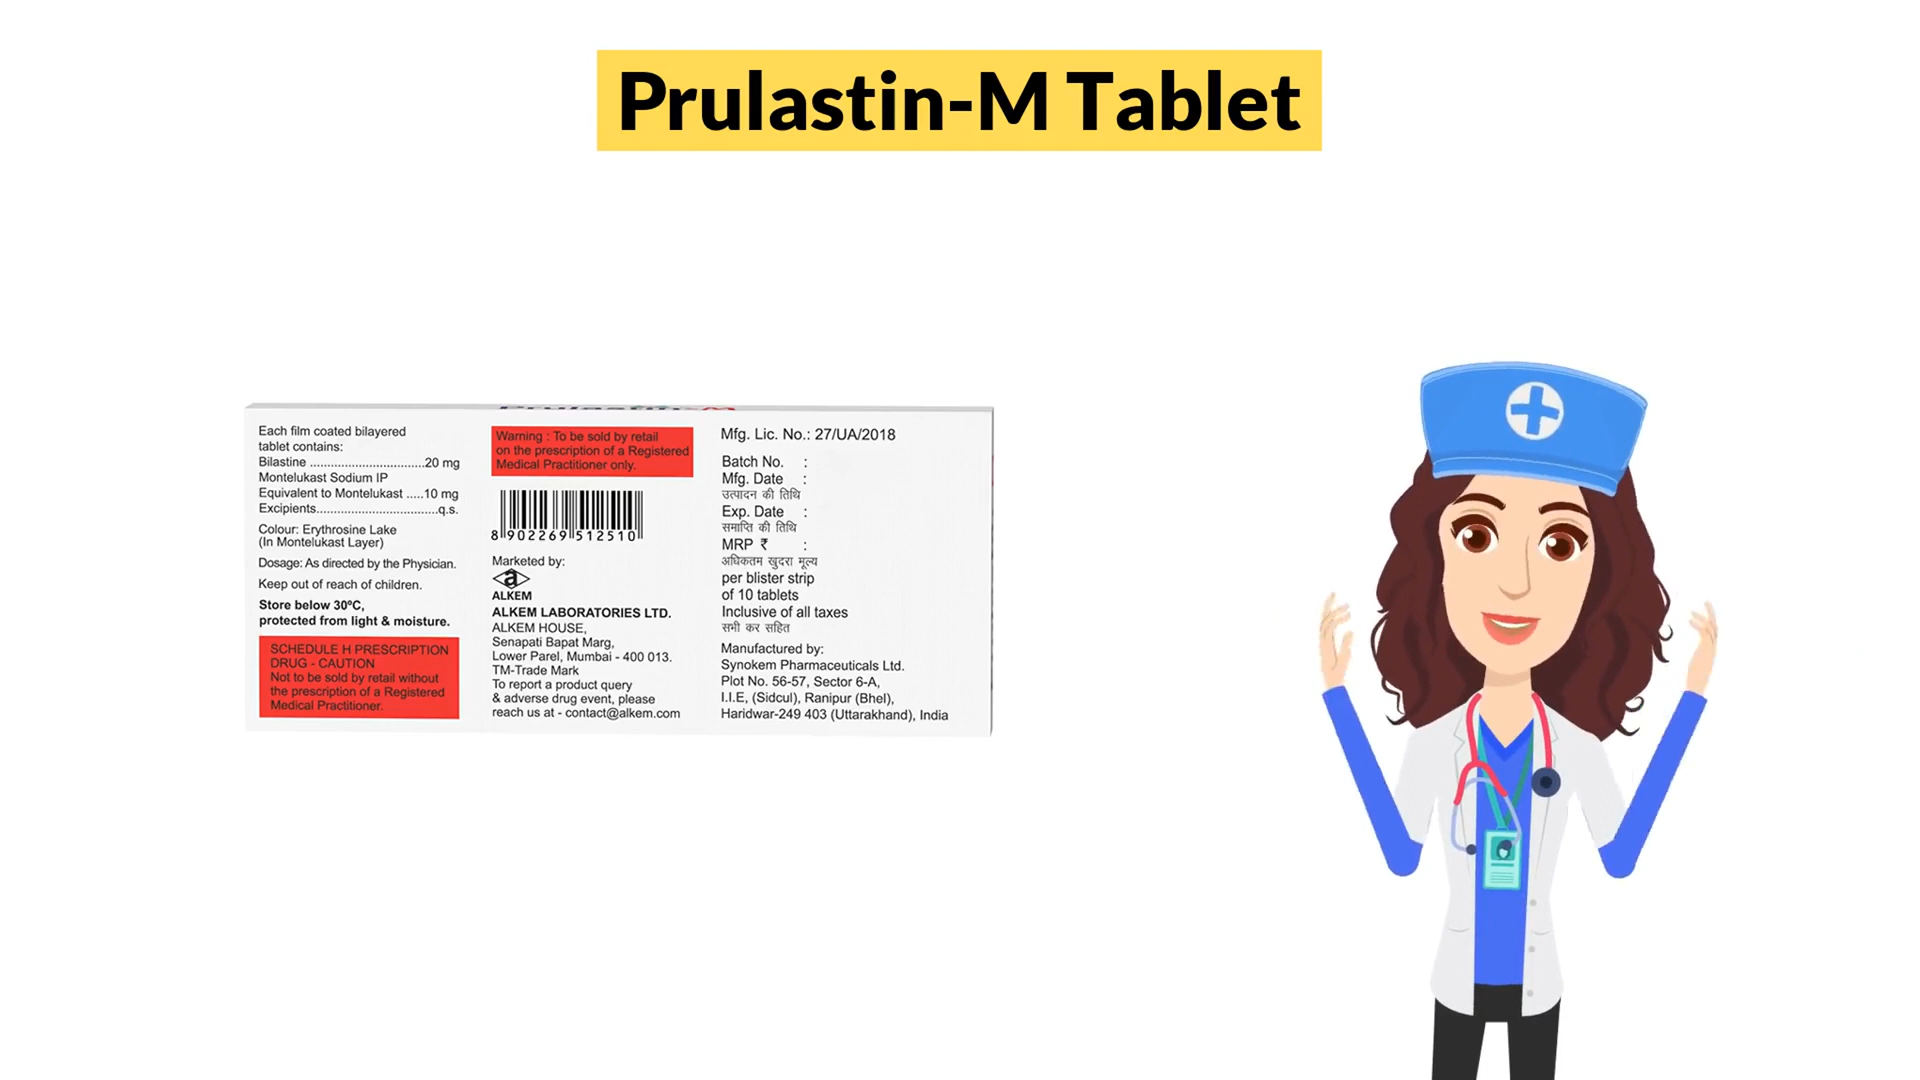 Prulastin-M Tablet
Prulastin-M
Each film coated bilayered
tablet contains:
Bilastine ................................20 mg
Montelukast Sodium IP
Equivalent to Montelukast .....10 mg
Excipients..................................q.s.
Colour: Erythrosine Lake
(In Montelukast Layer)
Dosage: As directed by the Physician.
Keep out of reach of children.
Store below 30ºC,
protected from light & moisture.
SCHEDULE H PRESCRIPTION
DRUG - CAUTION
Not to be sold by retail without
the prescription of a Registered
Medical Practitioner.
Warning : To be sold by retail
on the prescription of a Registered
Medical Practitioner only.
8 902269 512510
Marketed by:
a
ALKEM
ALKEM LABORATORIES LTD.
ALKEM HOUSE,
Senapati Bapat Marg,
Lower Parel, Mumbai - 400 013.
TM-Trade Mark
To report a product query
& adverse drug event, please
reach us at - contact@alkem.com
Mfg. Lic. No.: 27/UA/2018
Batch No. :
Mfg. Date :
उत्पादन की तिथि
Exp. Date :
समाप्ति की तिथि
MRP ₹ :
अधिकतम खुदरा मूल्य
per blister strip
of 10 tablets
Inclusive of all taxes
सभी कर सहित
Manufactured by:
Synokem Pharmaceuticals Ltd.
Plot No. 56-57, Sector 6-A,
I.I.E, (Sidcul), Ranipur (Bhel),
Haridwar-249 403 (Uttarakhand), India